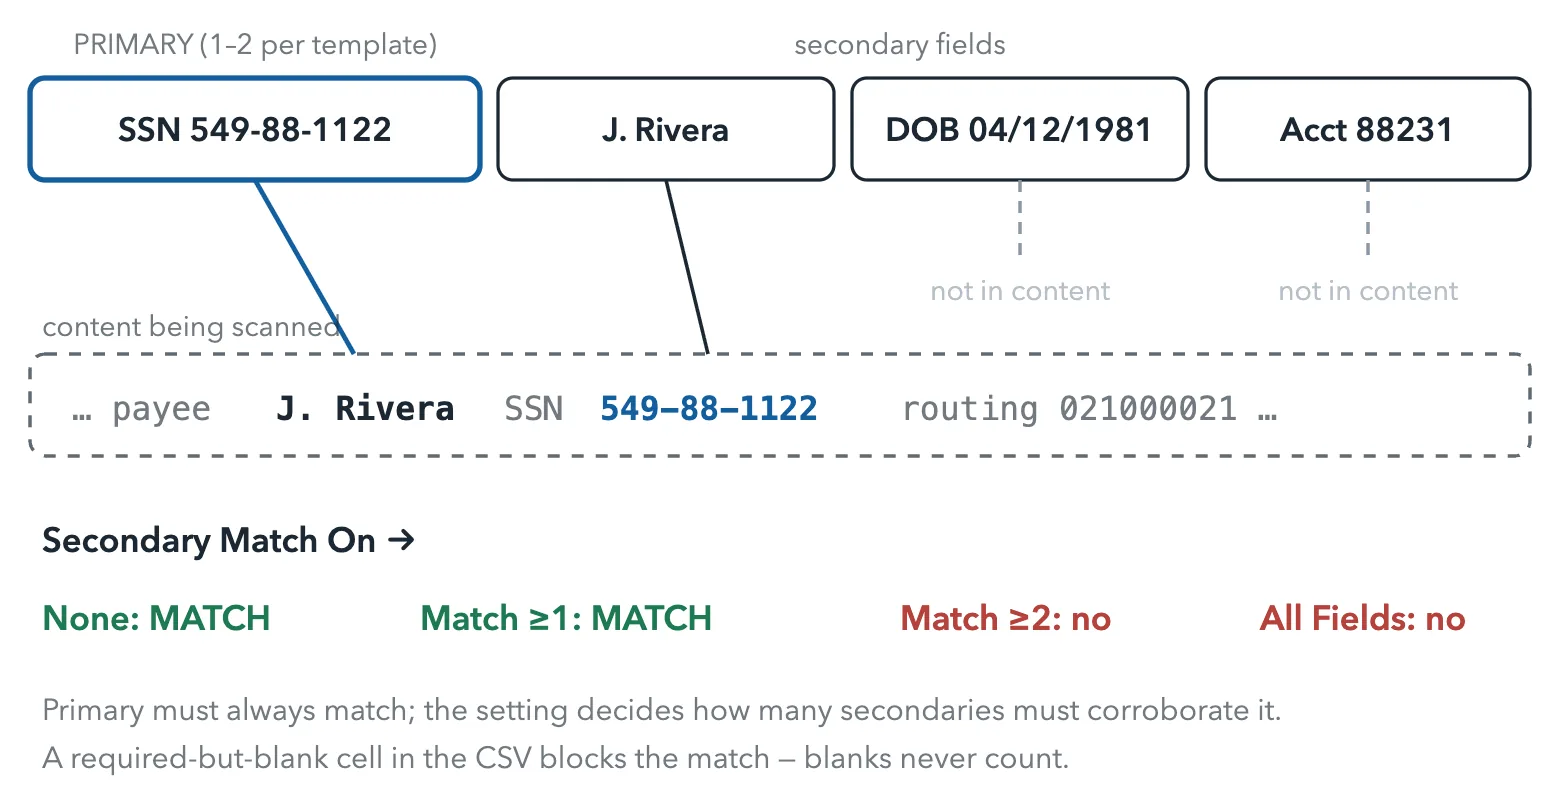 PRIMARY (1–2 per template)
secondary fields
SSN 549-88-1122
J. Rivera
DOB 04/12/1981
Acct 88231
not in content
not in content
content being scanned
… payee J. Rivera SSN 549–88–1122 routing 021000021 …
Secondary Match On →
None: MATCH
Match ≥1: MATCH
Match ≥2: no
All Fields: no
Primary must always match; the setting decides how many secondaries must corroborate it.
A required-but-blank cell in the CSV blocks the match – blanks never count.